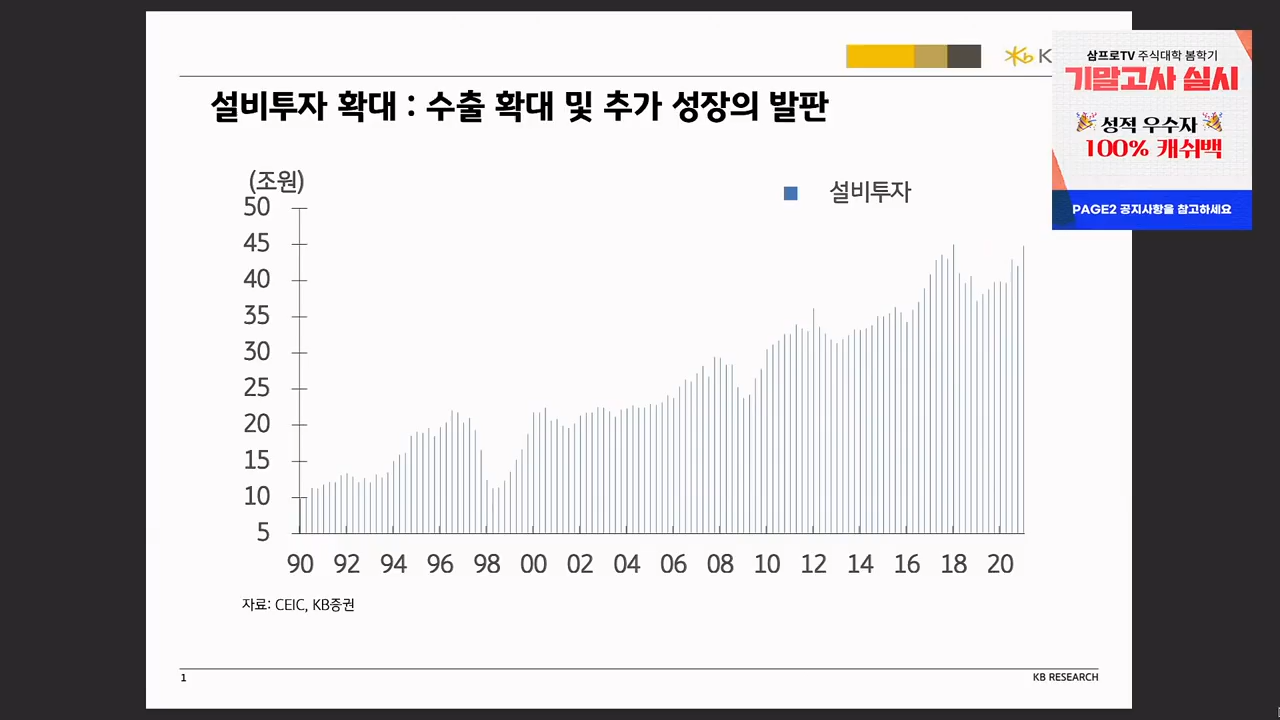 K
설비투자 확대 : 수출 확대 및 추가 성장의 발판
(조원)
설비투자
50
45
40
35
30
25
20
15
10
5
90 92 94 96 98 00 02 04 06 08 10 12 14 16 18 20
자료: CEIC, KB증권
1
KB RESEARCH
삼프로TV 주식대학 봄학기
기말고사 실시
성적 우수자
100% 캐쉬백
PAGE2 공지사항을 참고하세요